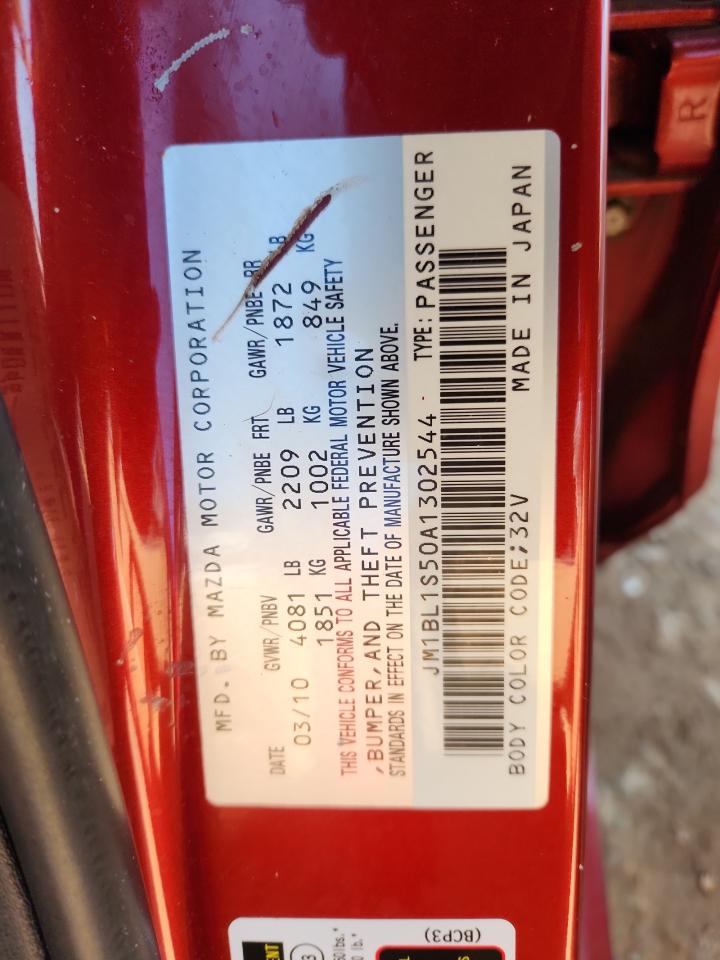 MFD. BY MAZDA MOTOR CORPORATION
DATE GVWR/PNBV GAWR/PNBE FRT GAWR/PNBE RR
03/10 4081 LB 2209 LB 1872 LB
1851 KG 1002 KG 849 KG
THIS VEHICLE CONFORMS TO ALL APPLICABLE FEDERAL MOTOR VEHICLE SAFETY
,BUMPER,AND THEFT PREVENTION
STANDARDS IN EFFECT ON THE DATE OF MANUFACTURE SHOWN ABOVE.
JM1BL1S50A1302544 TYPE: PASSENGER
BODY COLOR CODE;32V MADE IN JAPAN
R
(BCP3)